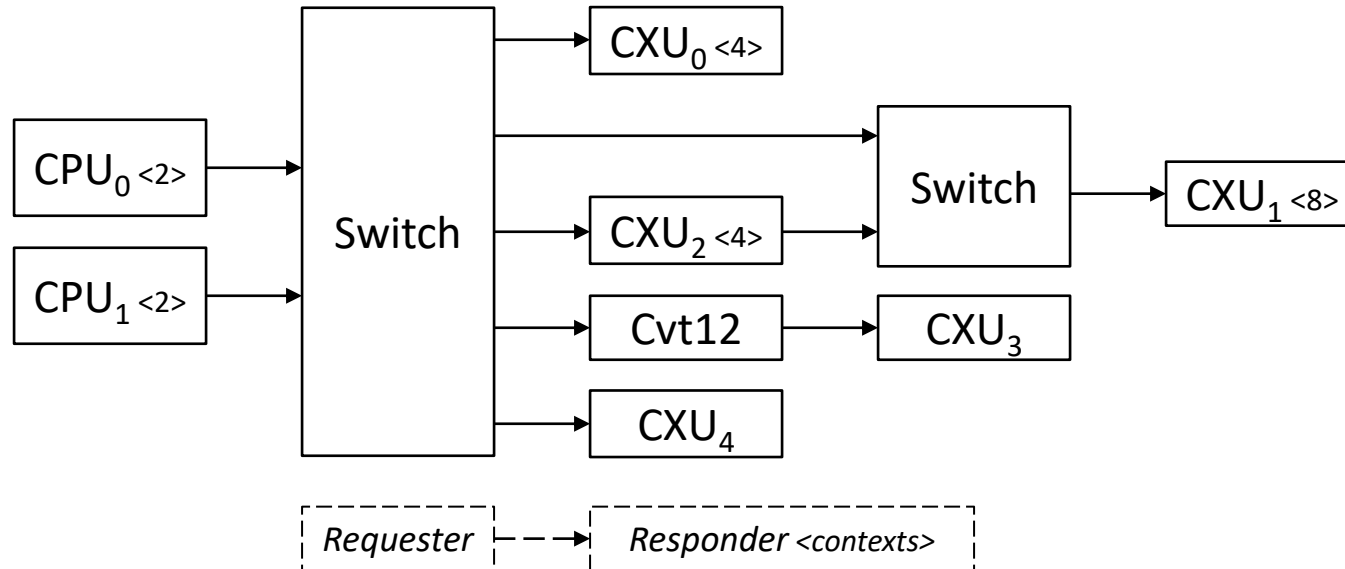 CXU₀ <4>
CPU₀ <2>
Switch
CXU₁ <8>
Switch
CXU₂ <4>
CPU₁ <2>
Cvt12
CXU₃
CXU₄
Requester
Responder <contexts>